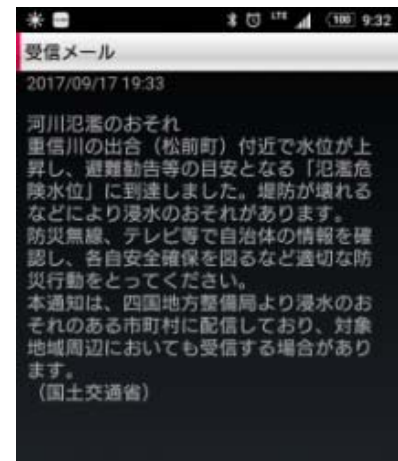 LTE 100 9:32
受信メール
2017/09/17 19:33
河川氾濫のおそれ
重信川の出合（松前町）付近で水位が上
昇し、避難勧告等の目安となる「氾濫危
険水位」に到達しました。堤防が壊れる
などにより浸水のおそれがあります。
防災無線、テレビ等で自治体の情報を確
認し、各自安全確保を図るなど適切な防
災行動をとってください。
本通知は、四国地方整備局より浸水のお
それのある市町村に配信しており、対象
地域周辺においても受信する場合があり
ます。
（国土交通省）